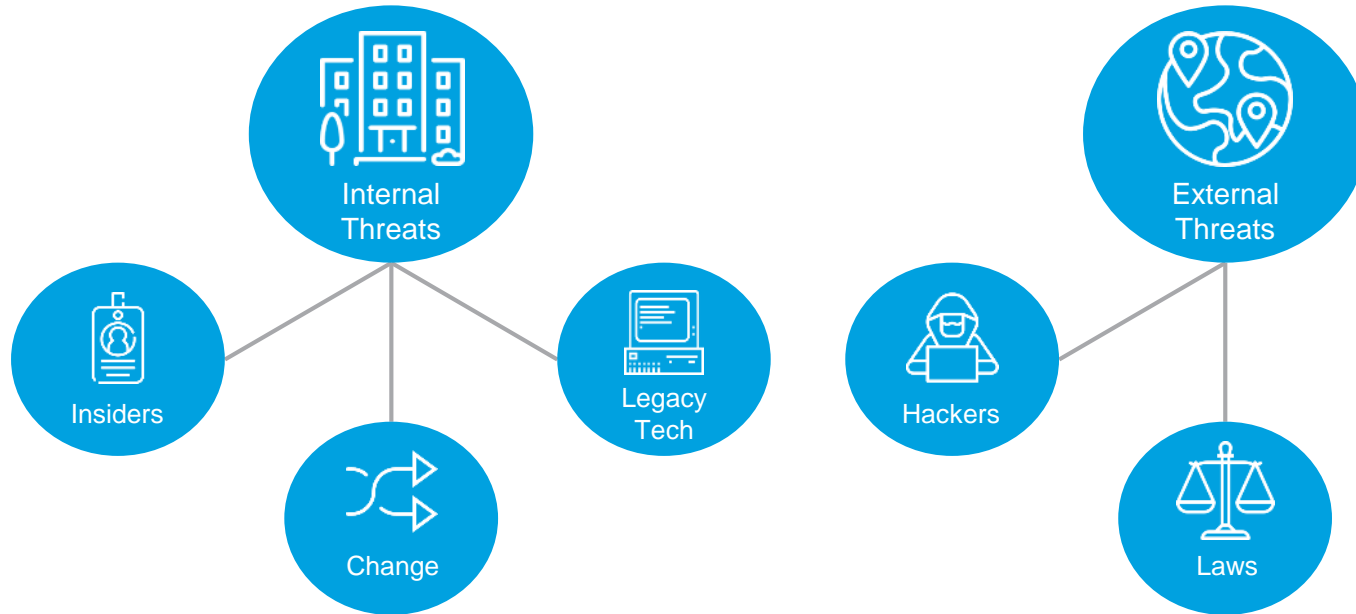 Internal
Threats
External
Threats
Insiders
Legacy
Tech
Hackers
Change
Laws